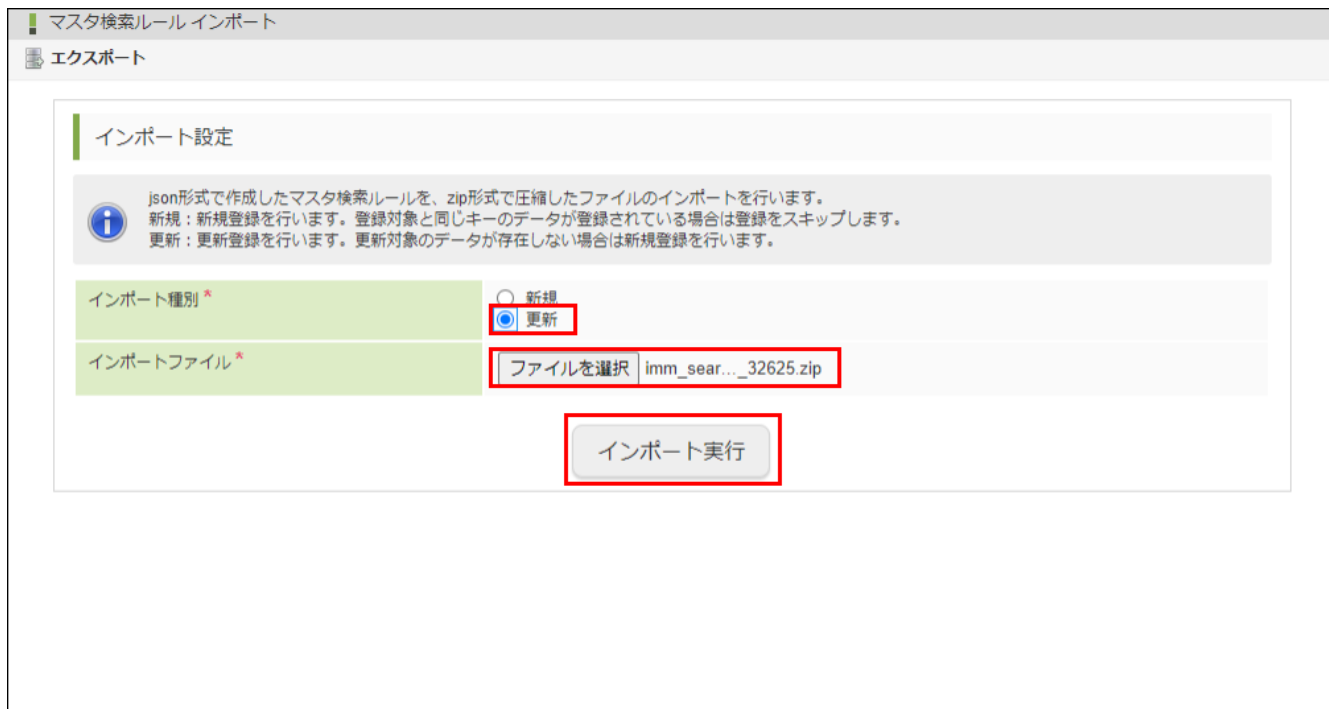 マスタ検索ルール インポート
エクスポート
インポート設定
json形式で作成したマスタ検索ルールを、zip形式で圧縮したファイルのインポートを行います。
新規：新規登録を行います。登録対象と同じキーのデータが登録されている場合は登録をスキップします。
更新：更新登録を行います。更新対象のデータが存在しない場合は新規登録を行います。
インポート種別 *
新規
更新
インポートファイル *
ファイルを選択 imm_sear..._32625.zip
インポート実行